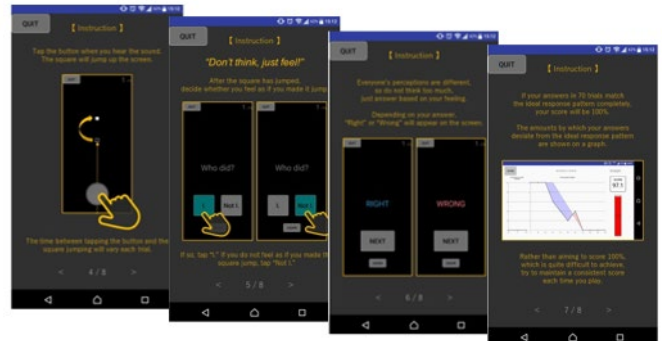 19:12
QUIT
【 Instruction 】
Tap the button when you hear the sound.
The square will jump up the screen.
The time between tapping the button and the
square jumping will vary each trial.
< 4 / 8 >
19:12
QUIT
【 Instruction 】
"Don't think, just feel!"
After the square has jumped,
decide whether you feel as if you made it jump.
Who did?
I.
Not I.
Who did?
I.
Not I.
If so, tap "I." If you do not feel as if you made the
square jump, tap "Not I."
< 5 / 8 >
19:12
QUIT
【 Instruction 】
Everyone's perceptions are different,
so do not think too much,
just answer based on your feeling.
Depending on your answer,
"Right" or "Wrong" will appear on the screen.
RIGHT
NEXT
WRONG
NEXT
< 6 / 8 >
19:12
QUIT
【 Instruction 】
If your answers in 70 trials match
the ideal response pattern completely,
your score will be 100%.
The amounts by which your answers
deviate from the ideal response pattern
are shown on a graph.
97.1
Rather than aiming to score 100%,
which is quite difficult to achieve,
try to maintain a consistent score
each time you play.
< 7 / 8 >